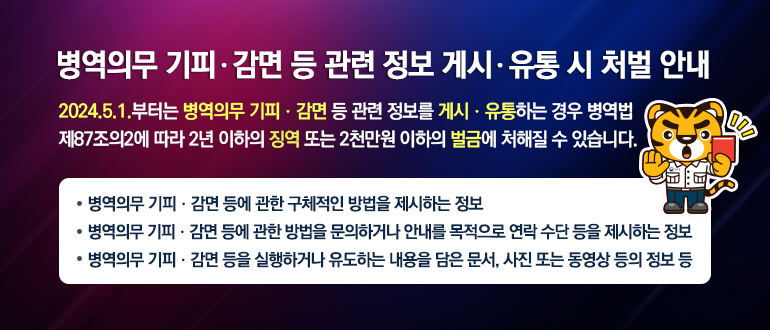 병역의무 기피·감면 등 관련 정보 게시·유통 시 처벌 안내
2024.5.1.부터는 병역의무 기피 · 감면 등 관련 정보를 게시 · 유통하는 경우 병역법
제87조의2에 따라 2년 이하의 징역 또는 2천만원 이하의 벌금에 처해질 수 있습니다.
• 병역의무 기피 · 감면 등에 관한 구체적인 방법을 제시하는 정보
• 병역의무 기피 · 감면 등에 관한 방법을 문의하거나 안내를 목적으로 연락 수단 등을 제시하는 정보
• 병역의무 기피 · 감면 등을 실행하거나 유도하는 내용을 담은 문서, 사진 또는 동영상 등의 정보 등